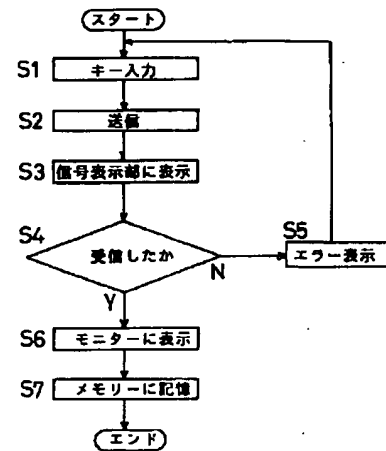 スタート
S1
キー入力
S2
送信
S3
信号表示部に表示
S4
受信したか
N
S5
エラー表示
Y
S6
モニターに表示
S7
メモリーに記憶
エンド